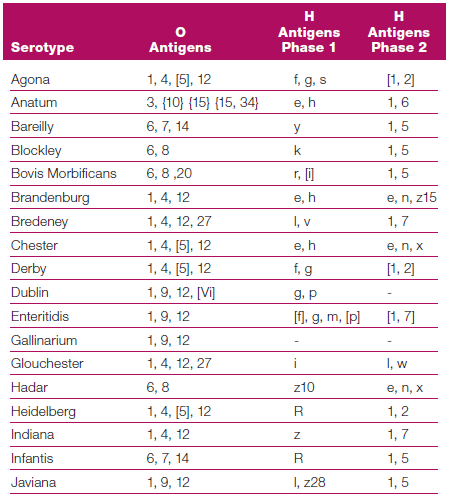 Serotype O Antigens H Antigens Phase 1 H Antigens Phase 2
Agona 1, 4, [5], 12 f, g, s [1, 2]
Anatum 3, {10} {15} {15, 34} e, h 1, 6
Bareilly 6, 7, 14 y 1, 5
Blockley 6, 8 k 1, 5
Bovis Morbificans 6, 8 ,20 r, [i] 1, 5
Brandenburg 1, 4, 12 e, h e, n, z15
Bredeney 1, 4, 12, 27 l, v 1, 7
Chester 1, 4, [5], 12 e, h e, n, x
Derby 1, 4, [5], 12 f, g [1, 2]
Dublin 1, 9, 12, [Vi] g, p -
Enteritidis 1, 9, 12 [f], g, m, [p] [1, 7]
Gallinarium 1, 9, 12 - -
Glouchester 1, 4, 12, 27 i l, w
Hadar 6, 8 z10 e, n, x
Heidelberg 1, 4, [5], 12 R 1, 2
Indiana 1, 4, 12 z 1, 7
Infantis 6, 7, 14 R 1, 5
Javiana 1, 9, 12 l, z28 1, 5